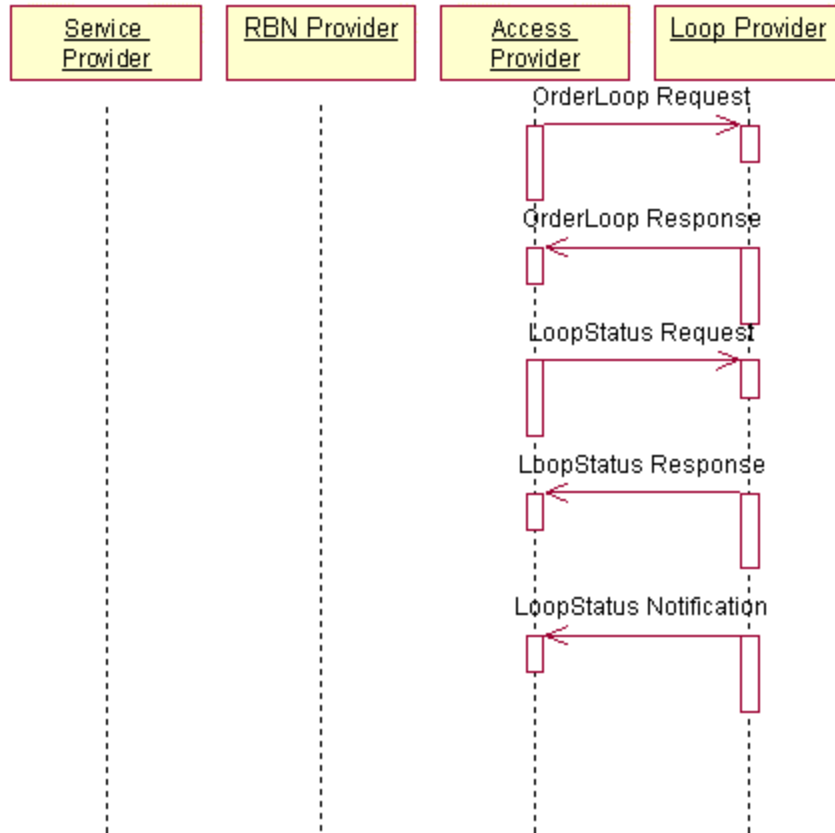 Service
Provider
RBN Provider
Access
Provider
Loop Provider
OrderLoop Request
OrderLoop Response
LoopStatus Request
LoopStatus Response
LoopStatus Notification